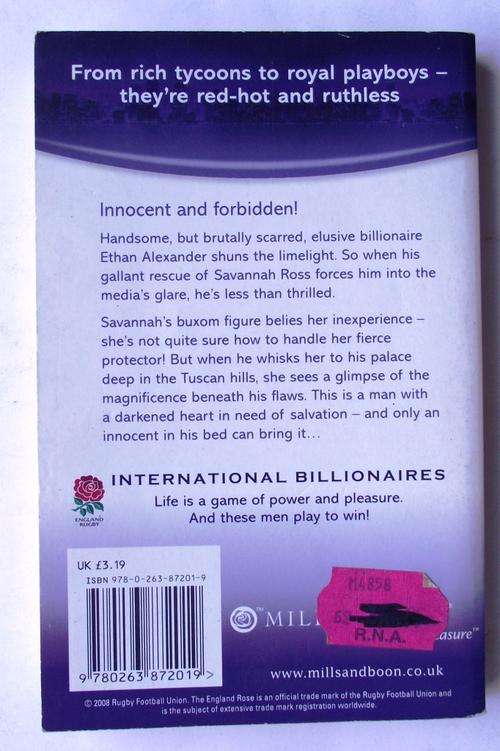 From rich tycoons to royal playboys –
they're red-hot and ruthless
Innocent and forbidden!
Handsome, but brutally scarred, elusive billionaire
Ethan Alexander shuns the limelight. So when his
gallant rescue of Savannah Ross forces him into the
media's glare, he's less than thrilled.
Savannah's buxom figure belies her inexperience –
she's not quite sure how to handle her fierce
protector! But when he whisks her to his palace
deep in the Tuscan hills, she sees a glimpse of the
magnificence beneath his flaws. This is a man with
a darkened heart in need of salvation – and only an
innocent in his bed can bring it...
INTERNATIONAL BILLIONAIRES
Life is a game of power and pleasure.
And these men play to win!
ENGLAND
RUGBY
UK £3.19
ISBN 978-0-263-87201-9
9 780263 872019 >
M4858
R.N.A.
www.millsandboon.co.uk
© 2008 Rugby Football Union. The England Rose is an official trade mark of the Rugby Football Union and
is the subject of extensive trade mark registration worldwide.